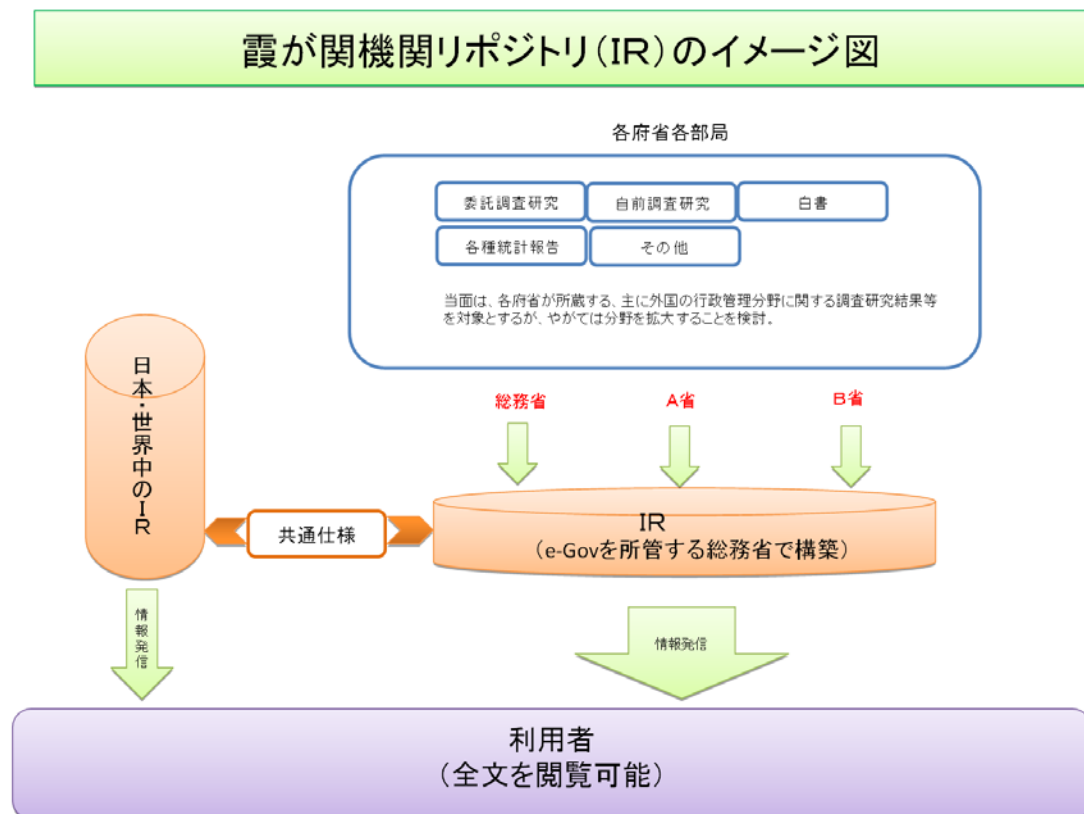 霞が関機関リポジトリ(IR)のイメージ図
各府省各部局
委託調査研究
自前調査研究
白書
各種統計報告
その他
当面は、各府省が所蔵する、主に外国の行政管理分野に関する調査研究結果等
を対象とするが、やがては分野を拡大することを検討。
総務省
A省
B省
日本・世界中のIR
共通仕様
IR
(e-Govを所管する総務省で構築)
情報発信
情報発信
利用者
(全文を閲覧可能)